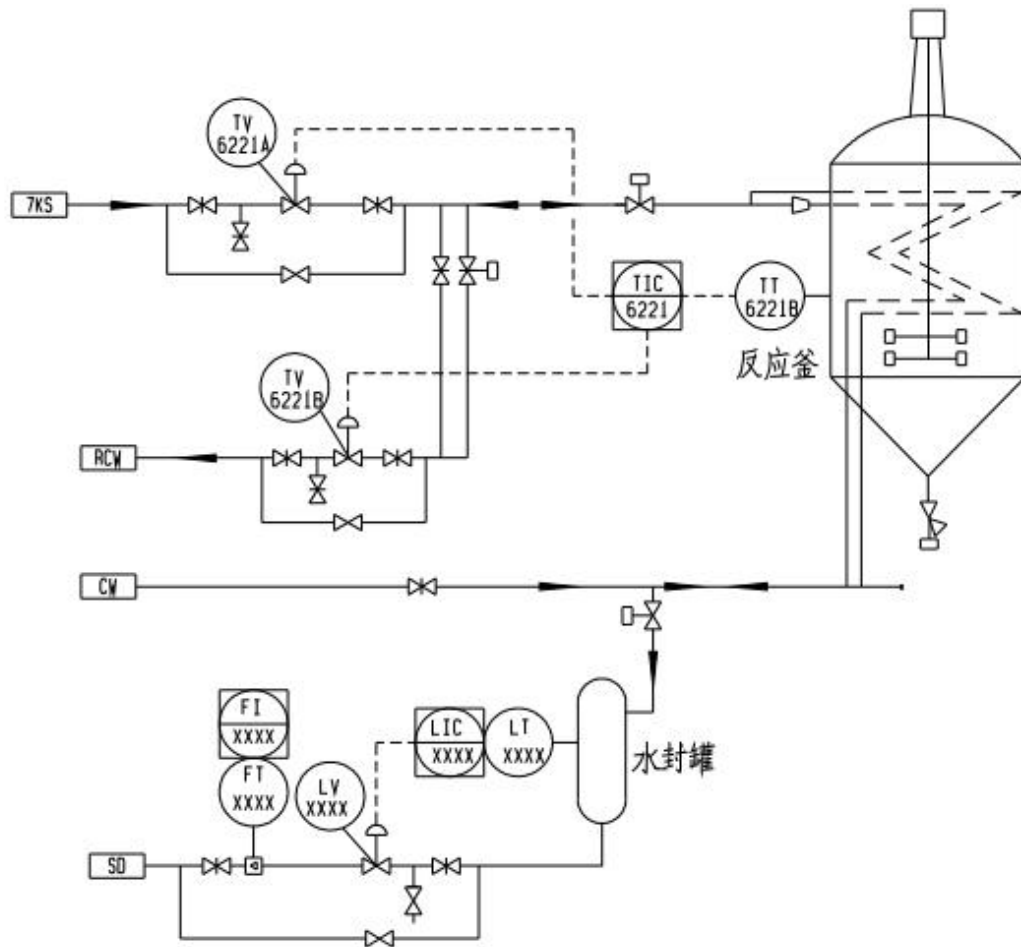 TV
6221A
7KS
TIC
6221
TT
6221B
反应釜
TV
6221B
RCW
CW
FI
XXXX
FT
XXXX
LV
XXXX
LIC
XXXX
LT
XXXX
水封罐
SD